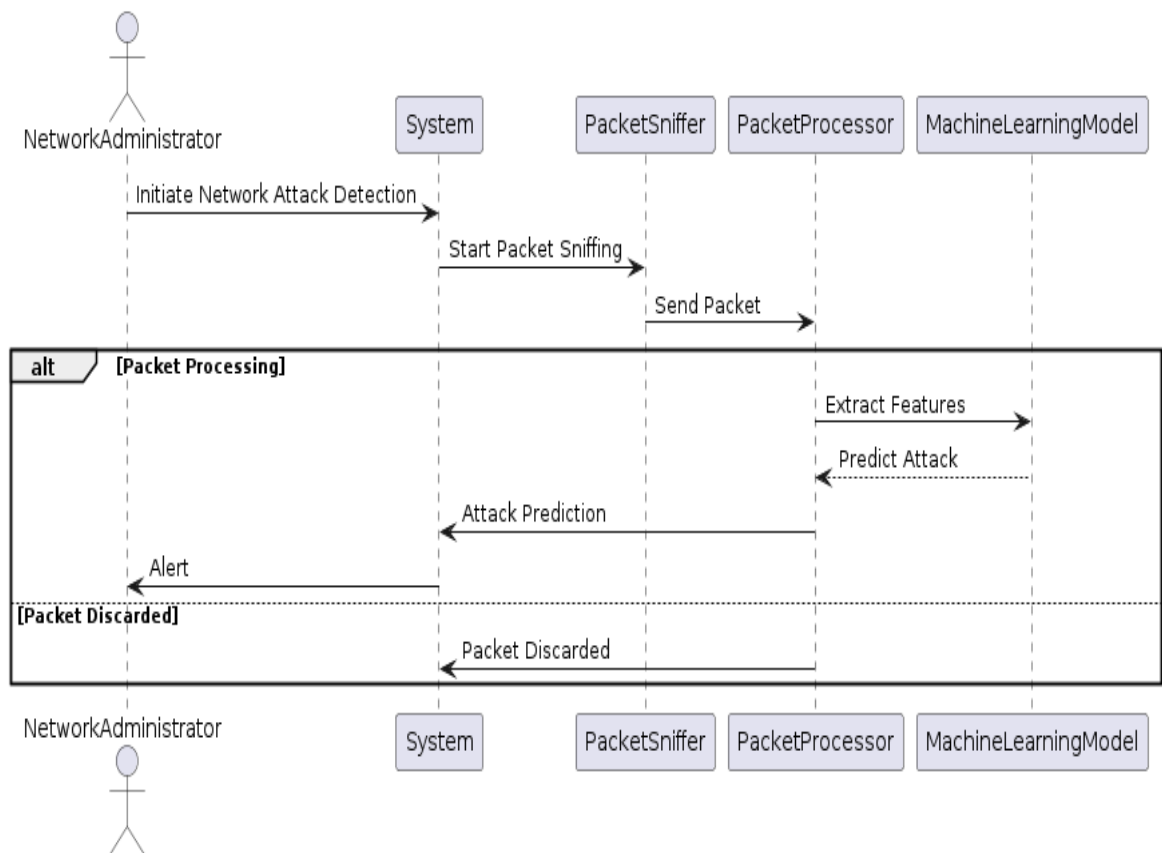 NetworkAdministrator
System
PacketSniffer
PacketProcessor
MachineLearningModel
Initiate Network Attack Detection
Start Packet Sniffing
Send Packet
alt
[Packet Processing]
Extract Features
Predict Attack
Attack Prediction
Alert
[Packet Discarded]
Packet Discarded
NetworkAdministrator
System
PacketSniffer
PacketProcessor
MachineLearningModel